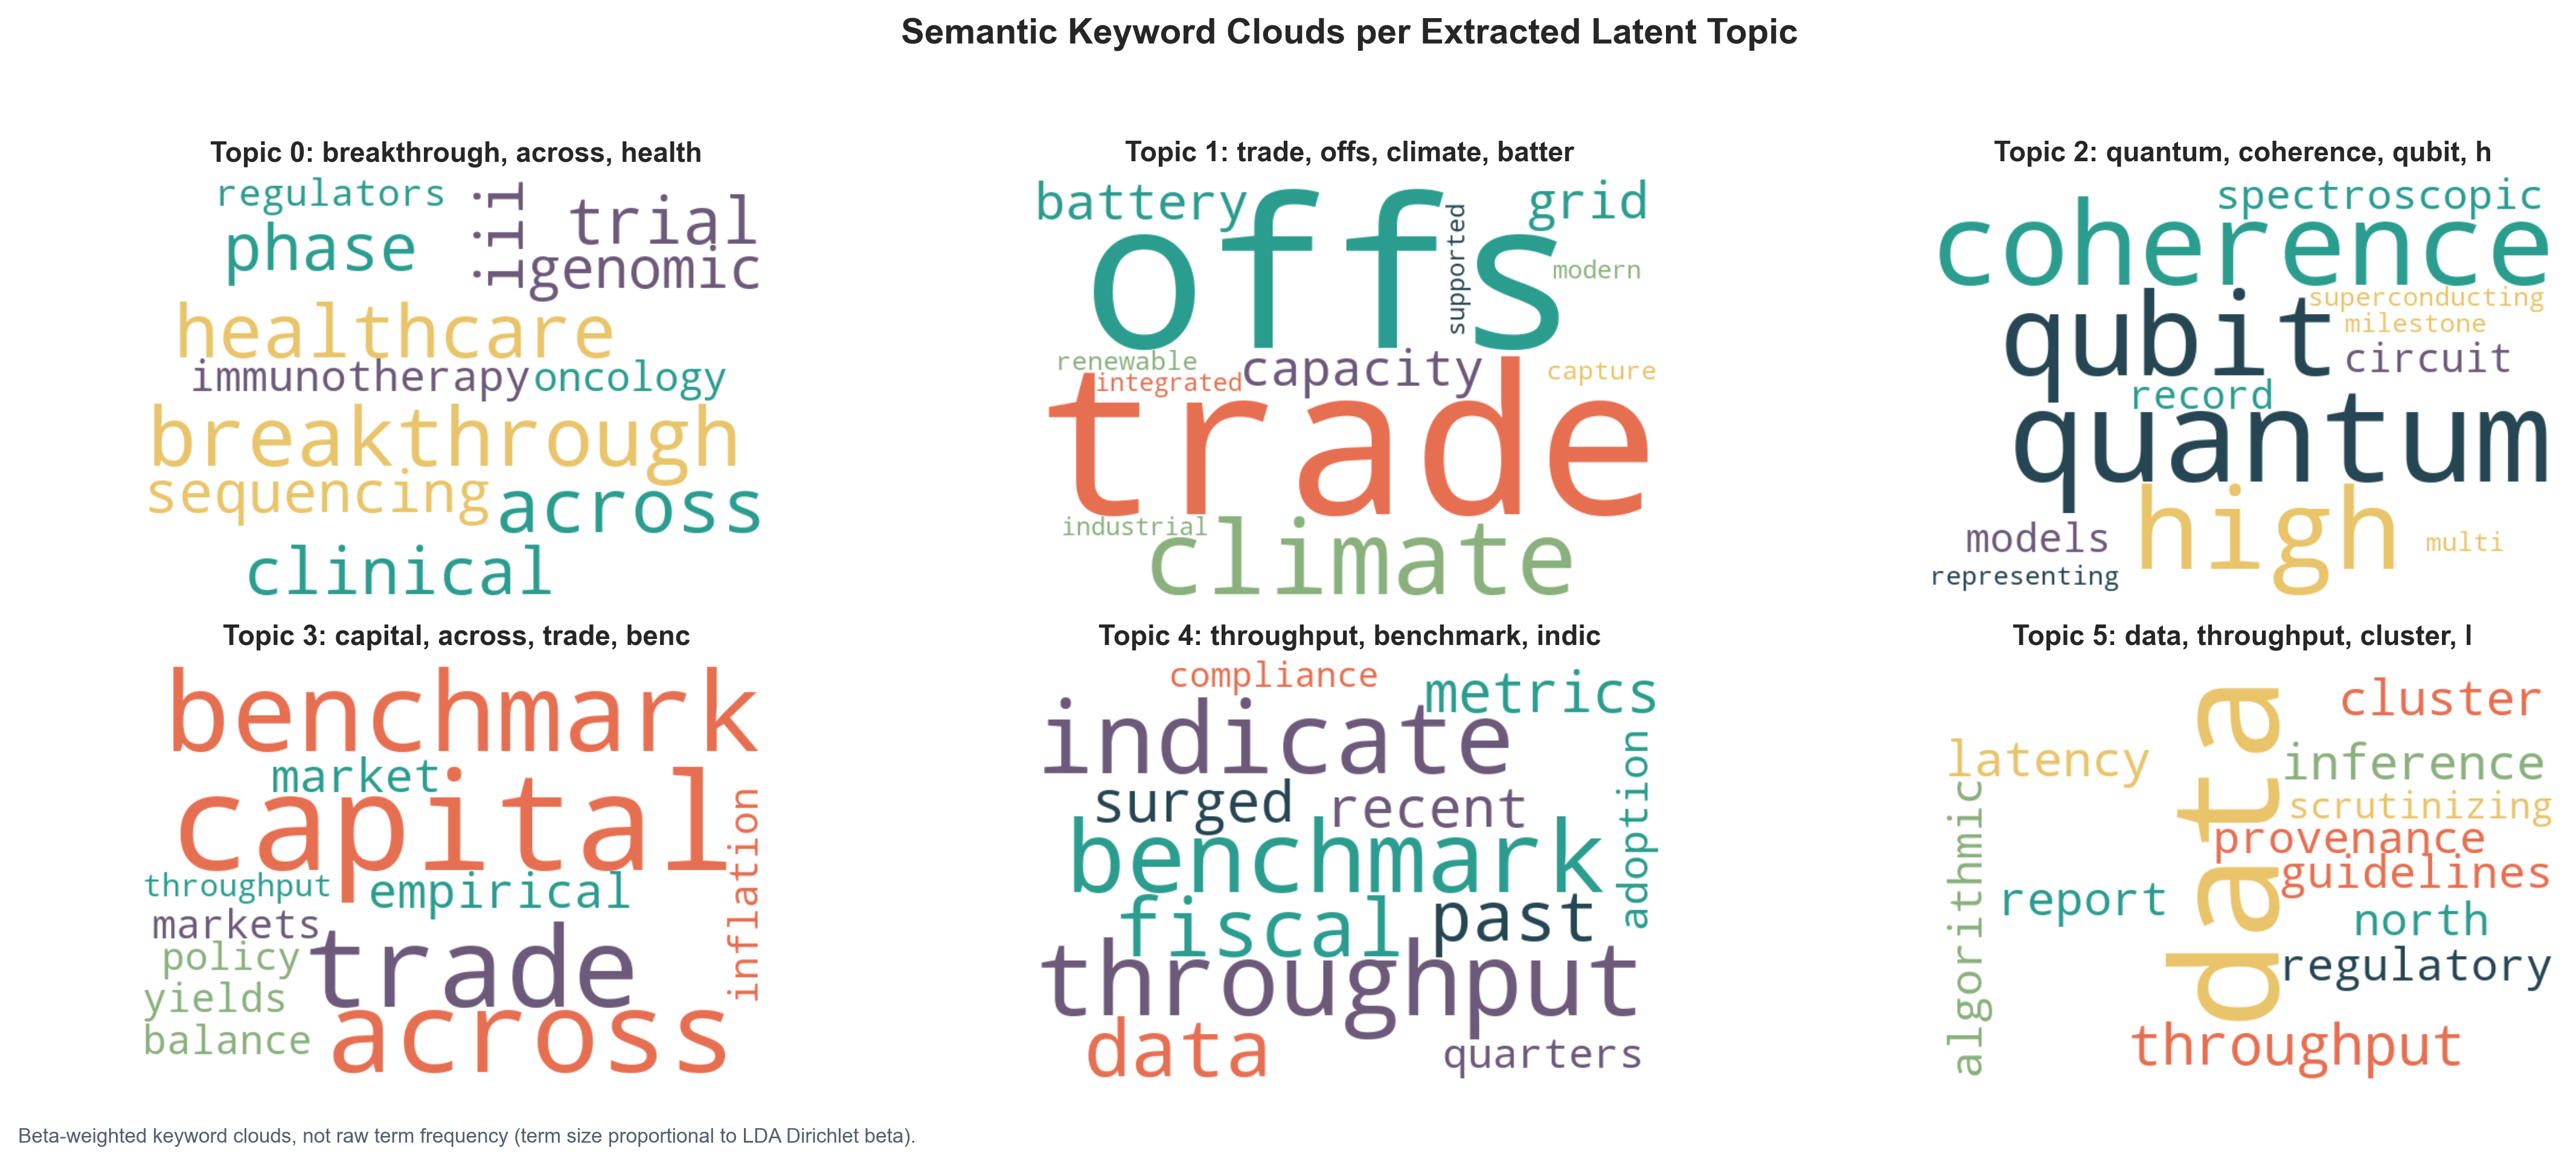 Semantic Keyword Clouds per Extracted Latent Topic
Topic 0: breakthrough, across, health
regulators
iii
trial
phase
genomic
healthcare
immunotherapy
oncology
breakthrough
sequencing
across
clinical
Topic 1: trade, offs, climate, batter
battery
offs
supported
grid
modern
renewable
integrated
capacity
capture
trade
industrial
climate
Topic 2: quantum, coherence, qubit, h
spectroscopic
coherence
qubit
superconducting
milestone
circuit
record
quantum
high
models
multi
representing
Topic 3: capital, across, trade, benc
benchmark
market
capital
inflation
throughput
empirical
markets
policy
trade
yields
across
balance
Topic 4: throughput, benchmark, indic
compliance
metrics
indicate
surged
recent
adoption
benchmark
fiscal
past
throughput
data
quarters
Topic 5: data, throughput, cluster, l
cluster
latency
data
inference
scrutinizing
provenance
guidelines
algorithmic
report
north
regulatory
throughput
Beta-weighted keyword clouds, not raw term frequency (term size proportional to LDA Dirichlet beta).